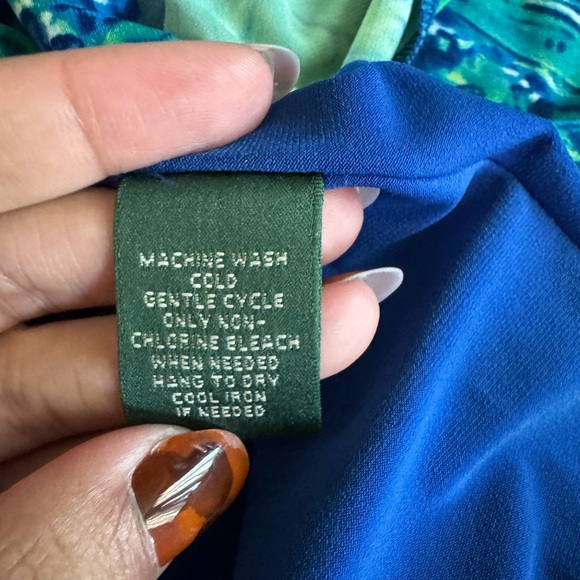 MACHINE WASH
COLD
GENTLE CYCLE
ONLY NON-
CHLORINE BLEACH
WHEN NEEDED
HANG TO DRY
COOL IRON
IF NEEDED